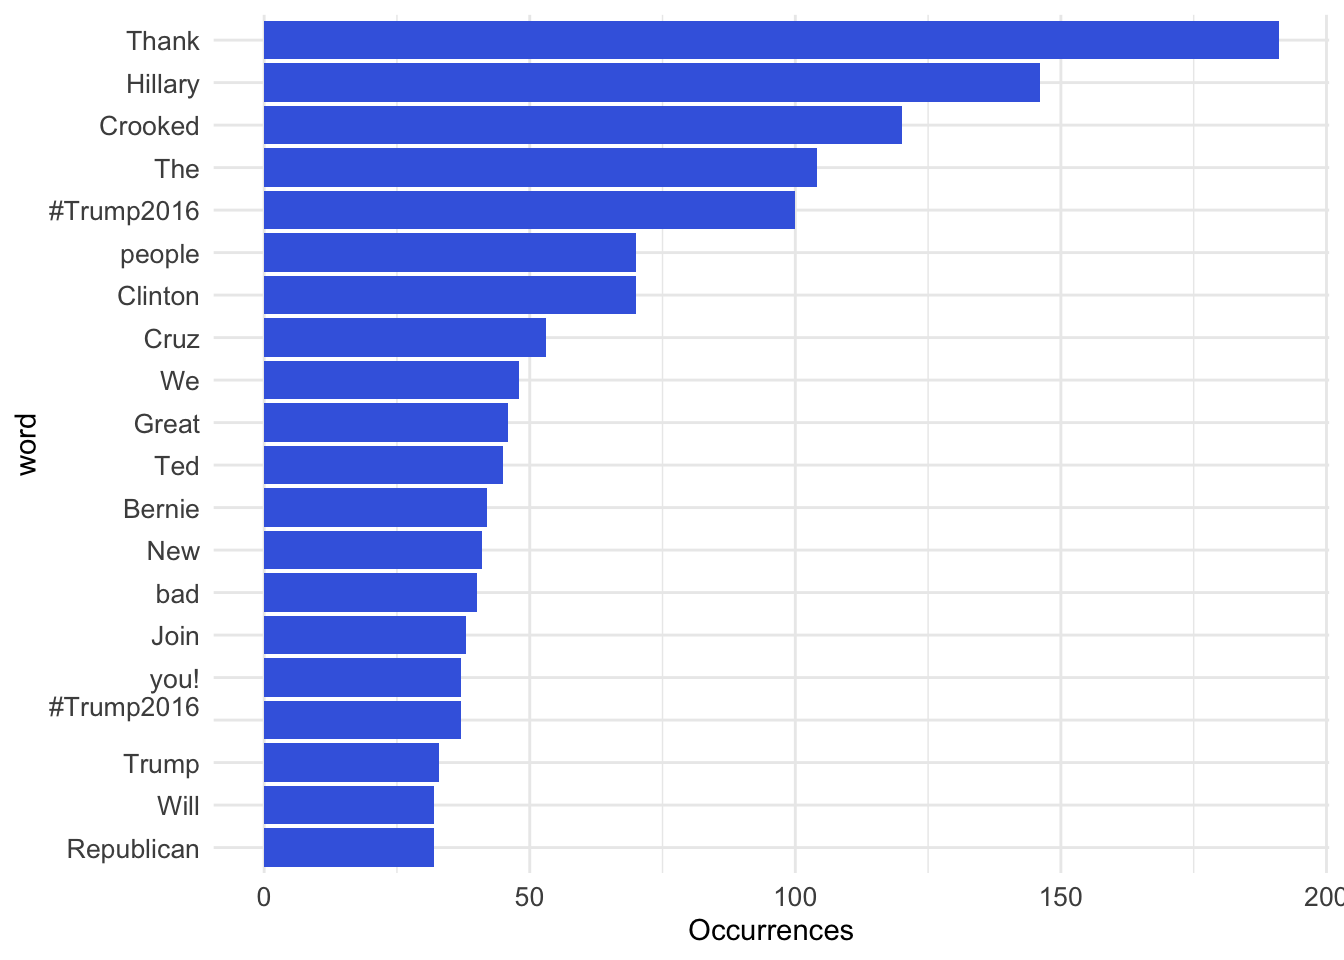 Thank
Hillary
Crooked
The
#Trump2016
people
Clinton
Cruz
We
Great
Ted
Bernie
New
bad
Join
you!
#Trump2016
Trump
Will
Republican
word
0 50 100 150 200
Occurrences